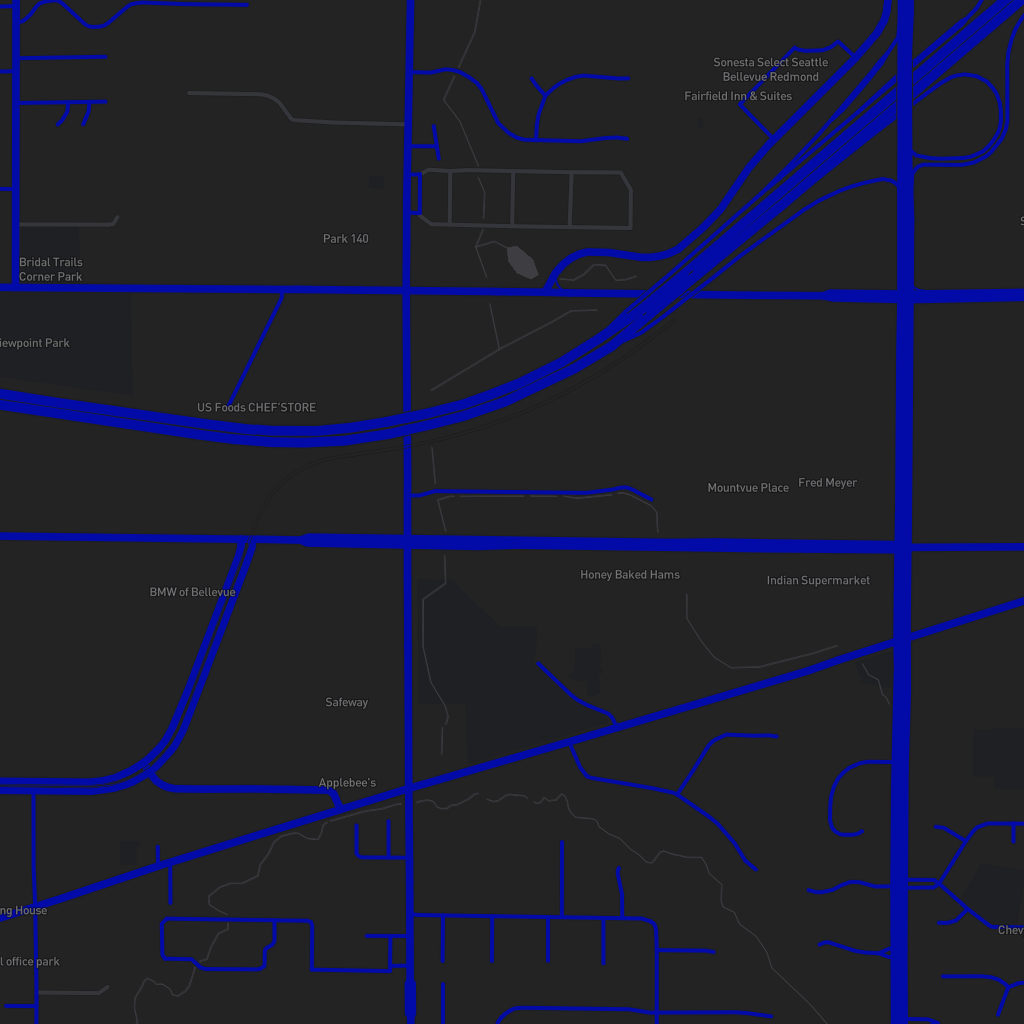 Sonesta Select Seattle
Bellevue Redmond
Fairfield Inn & Suites
Park 140
Bridal Trails
Corner Park
iewpoint Park
US Foods CHEF'STORE
Mountvue Place
Fred Meyer
Honey Baked Hams
Indian Supermarket
BMW of Bellevue
Safeway
Applebee's
ng House
Chev
l office park